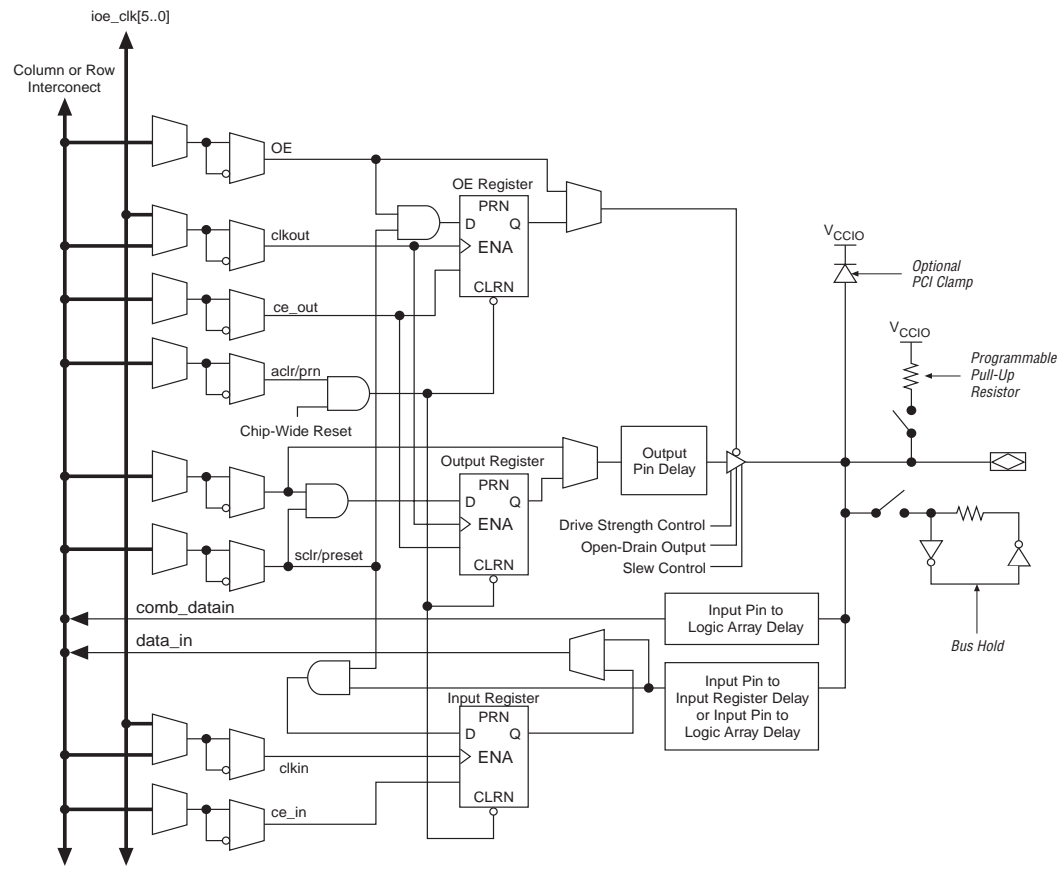 ioe_clk[5..0]
Column or Row
Interconect
OE
OE Register
PRN
D
Q
ENA
CLRN
clkout
ce_out
aclr/prn
Chip-Wide Reset
VCCIO
Optional
PCI Clamp
VCCIO
Programmable
Pull-Up
Resistor
Output Register
PRN
D
Q
ENA
CLRN
Output
Pin Delay
sclr/preset
Drive Strength Control
Open-Drain Output
Slew Control
comb_datain
data_in
Input Pin to
Logic Array Delay
Bus Hold
Input Pin to
Input Register Delay
or Input Pin to
Logic Array Delay
Input Register
PRN
D
Q
ENA
CLRN
clkin
ce_in